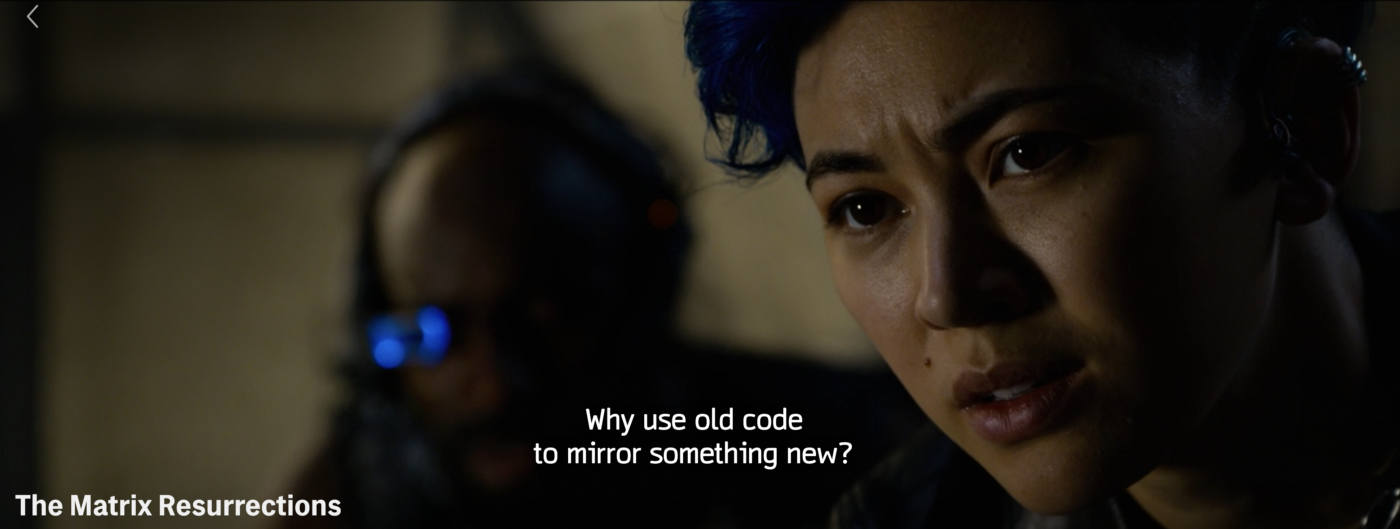 Why use old code
to mirror something new?
The Matrix Resurrections